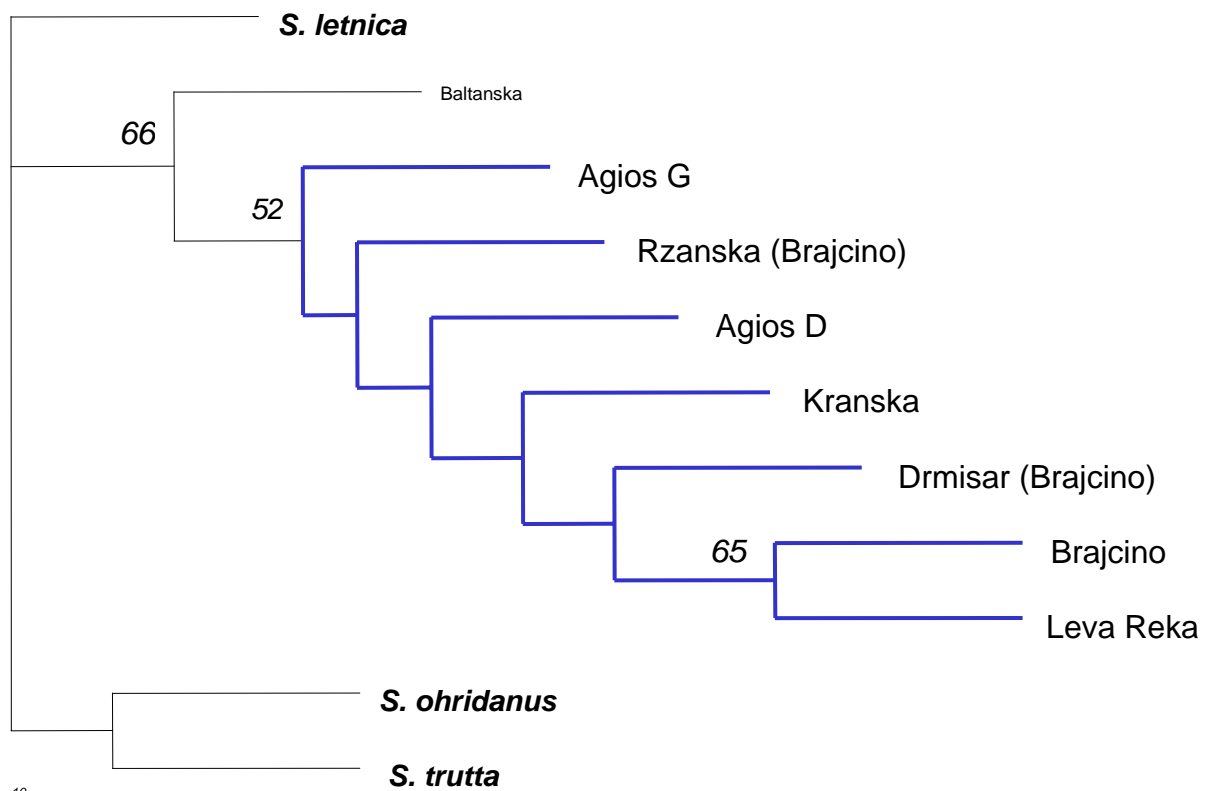 S. letnica
Baltanska
66
Agios G
52
Rzanska (Brajcino)
Agios D
Kranska
Drmisar (Brajcino)
65
Brajcino
Leva Reka
S. ohridanus
S. trutta